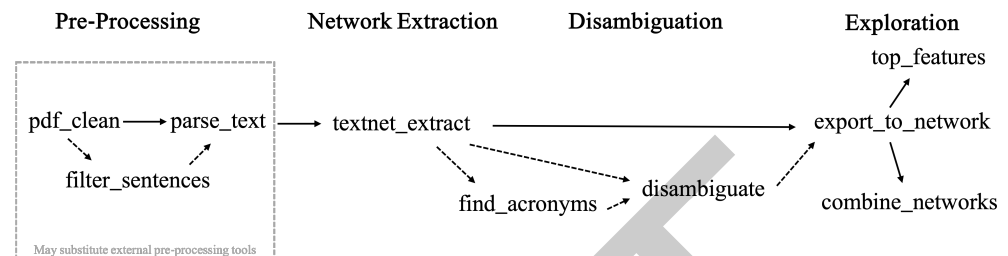 Pre-Processing Network Extraction Disambiguation Exploration
top_features
pdf_clean parse_text textnet_extract export_to_network
filter_sentences disambiguate
find_acronyms combine_networks
May substitute external pre-processing tools